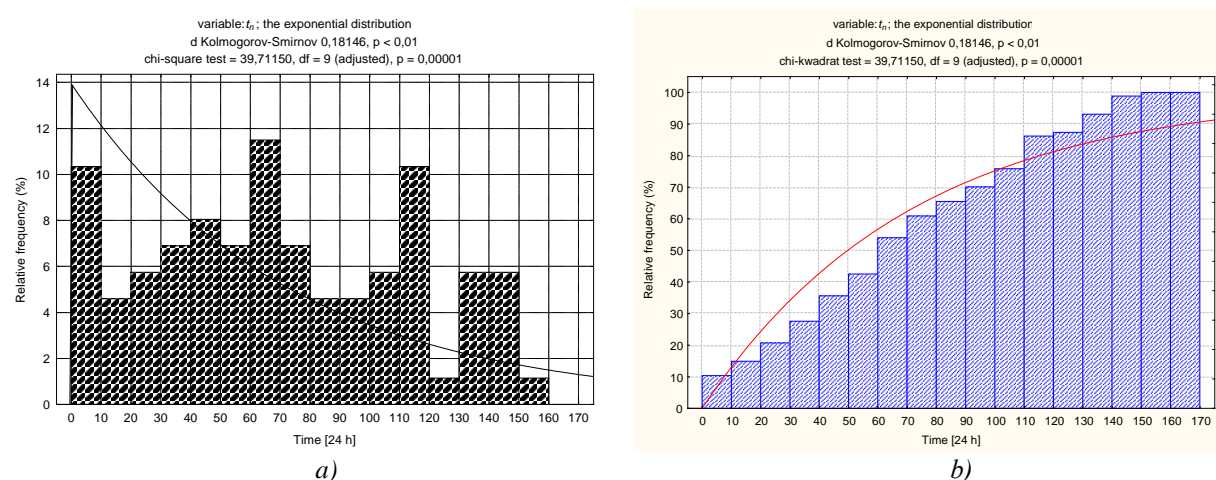 variable: tn; the exponential distribution
d Kolmogorov-Smirnov 0,18146, p < 0,01
chi-square test = 39,71150, df = 9 (adjusted), p = 0,00001
14
12
10
8
6
4
2
0
Relative frequency (%)
0 10 20 30 40 50 60 70 80 90 100 110 120 130 140 150 160 170
Time [24 h]
a)
variable: tn; the exponential distribution
d Kolmogorov-Smirnov 0,18146, p < 0,01
chi-kwadrat test = 39,71150, df = 9 (adjusted), p = 0,00001
100
90
80
70
60
50
40
30
20
10
0
Relative frequency (%)
0 10 20 30 40 50 60 70 80 90 100 110 120 130 140 150 160 170
Time [24 h]
b)